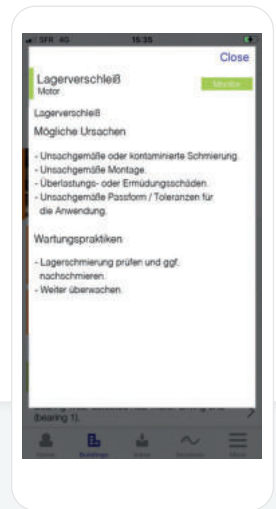 SFR 4G 15:35
Close
Lagerverschleiß
Motor
Monitor
Lagerverschleiß
Mögliche Ursachen
- Unsachgemäße oder kontaminierte Schmierung.
- Unsachgemäße Montage.
- Überlastungs- oder Ermüdungsschäden.
- Unsachgemäße Passform / Toleranzen für
die Anwendung.
Wartungspraktiken
- Lagerschmierung prüfen und ggf.
nachschmieren.
- Weiter überwachen.
(bearing 1).
Buildings